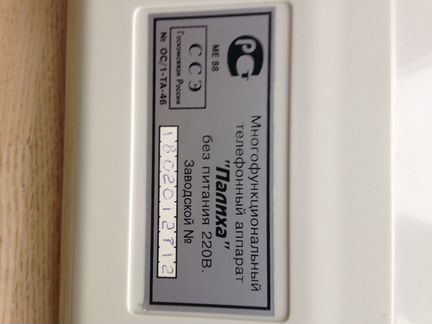 РСТ
МЕ 88
ССЭ
Госкомсвязи России
№ ОС/1-ТА-46
Многофункциональный
телефонный аппарат
"Палиха"
без питания 220В.
Заводской №
1802012712